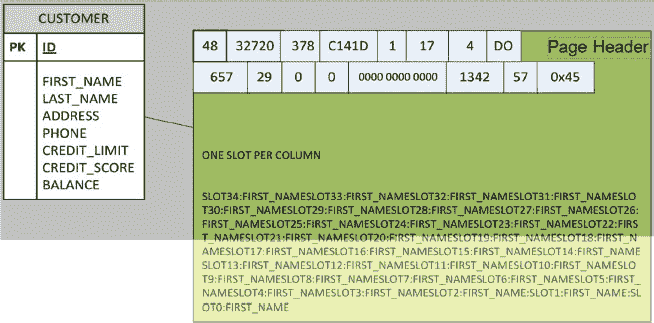 CUSTOMER
PK ID
FIRST_NAME
LAST_NAME
ADDRESS
PHONE
CREDIT_LIMIT
CREDIT_SCORE
BALANCE
48 32720 378 C141D 1 17 4 DO Page Header
657 29 0 0 0000 0000 0000 1342 57 0x45
ONE SLOT PER COLUMN
SLOT34:FIRST_NAMESLOT33:FIRST_NAMESLOT32:FIRST_NAMESLOT31:FIRST_NAMESLO
T30:FIRST_NAMESLOT29:FIRST_NAMESLOT28:FIRST_NAMESLOT27:FIRST_NAMESLOT26:
FIRST_NAMESLOT25:FIRST_NAMESLOT24:FIRST_NAMESLOT23:FIRST_NAMESLOT22:FIRS
T_NAMESLOT21:FIRST_NAMESLOT20:FIRST_NAMESLOT19:FIRST_NAMESLOT18:FIRST_N
AMESLOT17:FIRST_NAMESLOT16:FIRST_NAMESLOT15:FIRST_NAMESLOT14:FIRST_NAME
SLOT13:FIRST_NAMESLOT12:FIRST_NAMESLOT11:FIRST_NAMESLOT10:FIRST_NAMESLO
T9:FIRST_NAMESLOT8:FIRST_NAMESLOT7:FIRST_NAMESLOT6:FIRST_NAMESLOT5:FIRST
_NAMESLOT4:FIRST_NAMESLOT3:FIRST_NAMESLOT2:FIRST_NAME:SLOT1:FIRST_NAME:SL
OT0:FIRST_NAME